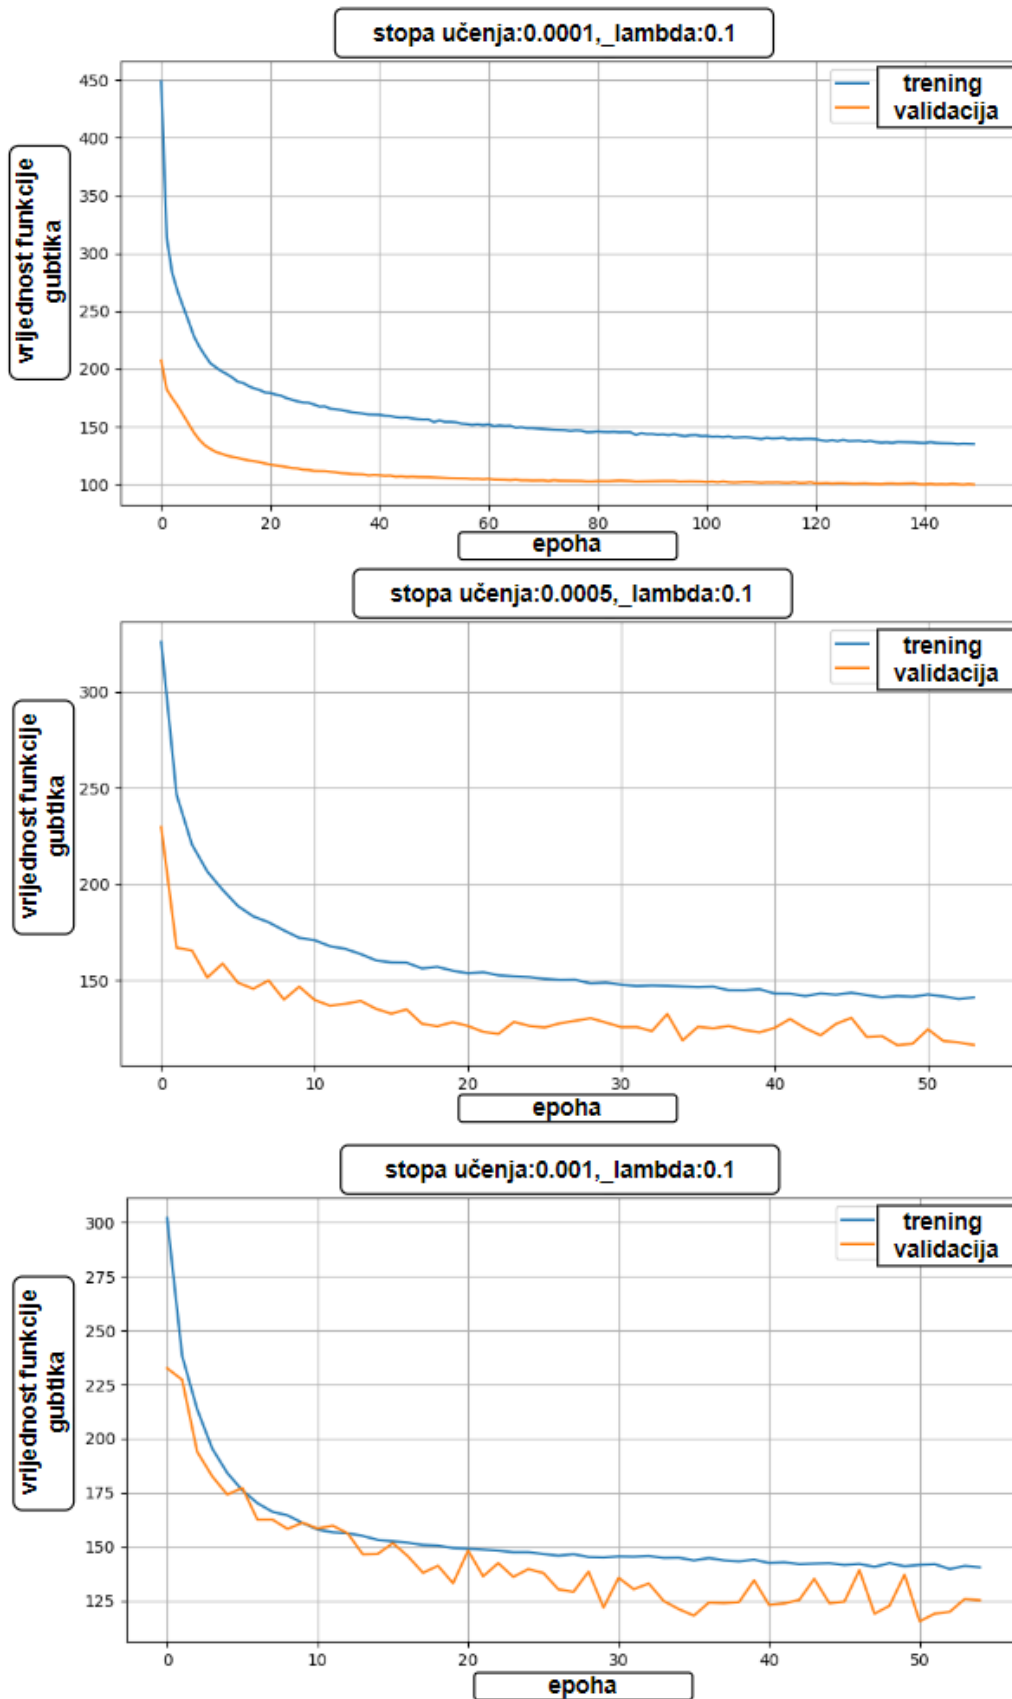 stopa učenja:0.0001,_lambda:0.1
trening
validacija
vrijednost funkcije
gubtika
450
400
350
300
250
200
150
100
0 20 40 60 80 100 120 140
epoha
stopa učenja:0.0005,_lambda:0.1
trening
validacija
vrijednost funkcije
gubtika
300
250
200
150
0 10 20 30 40 50
epoha
stopa učenja:0.001,_lambda:0.1
trening
validacija
vrijednost funkcije
gubtika
300
275
250
225
200
175
150
125
0 10 20 30 40 50
epoha